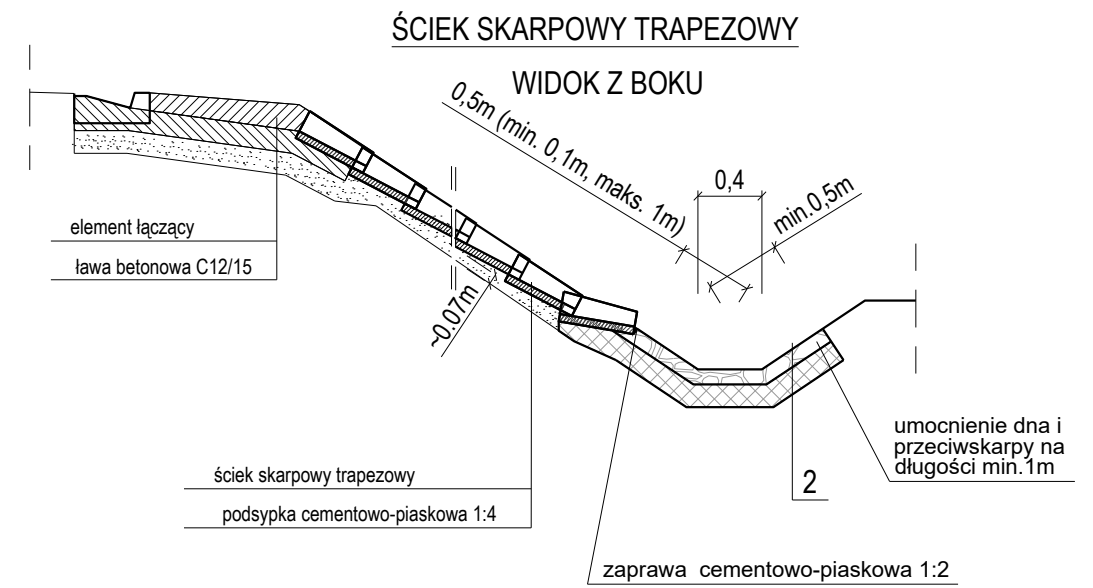 ŚCIEK SKARPOWY TRAPEZOWY
WIDOK Z BOKU
0,5m (min. 0,1m, maks. 1m)
0,4
min.0,5m
element łączący
ława betonowa C12/15
~0.07m
umocnienie dna i
przeciwskarpy na
długości min.1m
2
ściek skarpowy trapezowy
podsypka cementowo-piaskowa 1:4
zaprawa cementowo-piaskowa 1:2